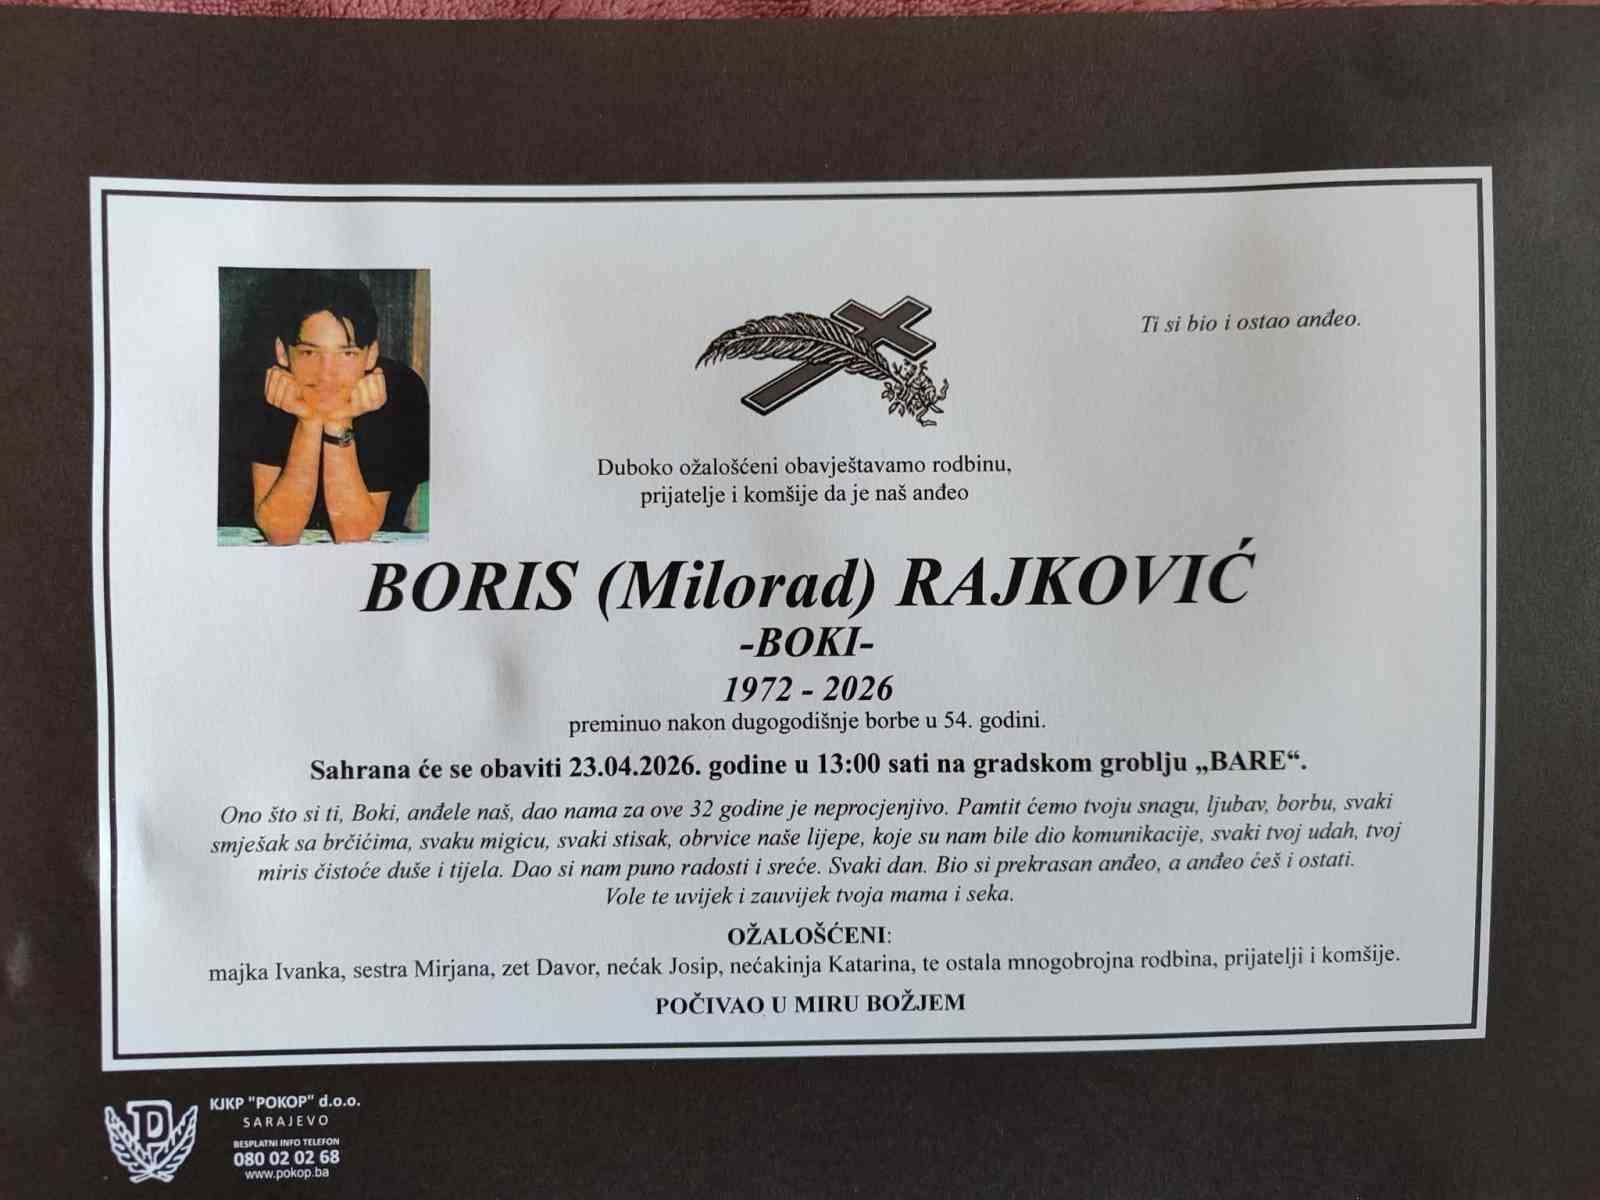 Ti si bio i ostao anđeo.
Duboko ožalošćeni obavještavamo rodbinu,
prijatelje i komšije da je naš anđeo
BORIS (Milorad) RAJKOVIĆ
-BOKI-
1972 - 2026
preminuo nakon dugogodišnje borbe u 54. godini.
Sahrana će se obaviti 23.04.2026. godine u 13:00 sati na gradskom groblju „BARE“.
Ono što si ti, Boki, anđele naš, dao nama za ove 32 godine je neprocjenjivo. Pamtit ćemo tvoju snagu, ljubav, borbu, svaki
smješak sa brčićima, svaku migicu, svaki stisak, obrvice naše lijepe, koje su nam bile dio komunikacije, svaki tvoj udah, tvoj
miris čistoće duše i tijela. Dao si nam puno radosti i sreće. Svaki dan. Bio si prekrasan anđeo, a anđeo ćeš i ostati.
Vole te uvijek i zauvijek tvoja mama i seka.
OŽALOŠĆENI:
majka Ivanka, sestra Mirjana, zet Davor, nećak Josip, nećakinja Katarina, te ostala mnogobrojna rodbina, prijatelji i komšije.
POČIVAO U MIRU BOŽJEM
P
KJKP "POKOP" d.o.o.
SARAJEVO
BESPLATNI INFO TELEFON
080 02 02 68
www.pokop.ba